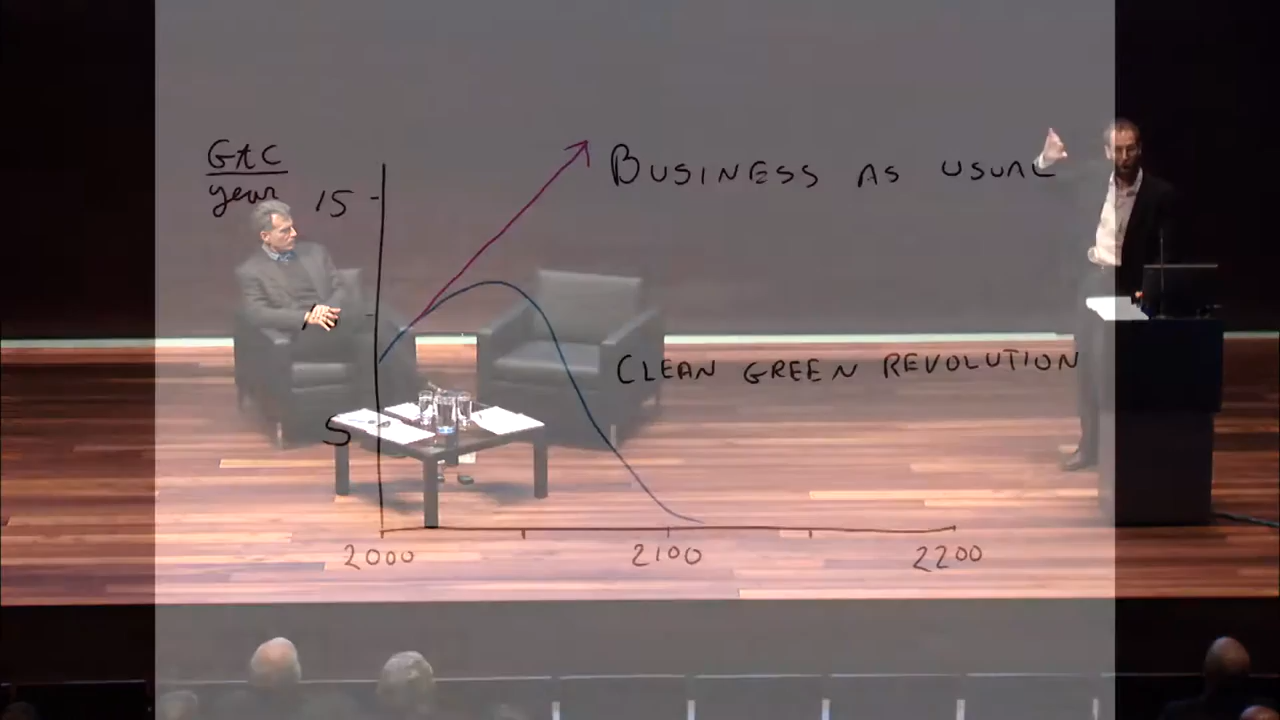 GtC
year
15
BUSINESS AS USUAL
CLEAN GREEN REVOLUTION
5
2000 2100 2200